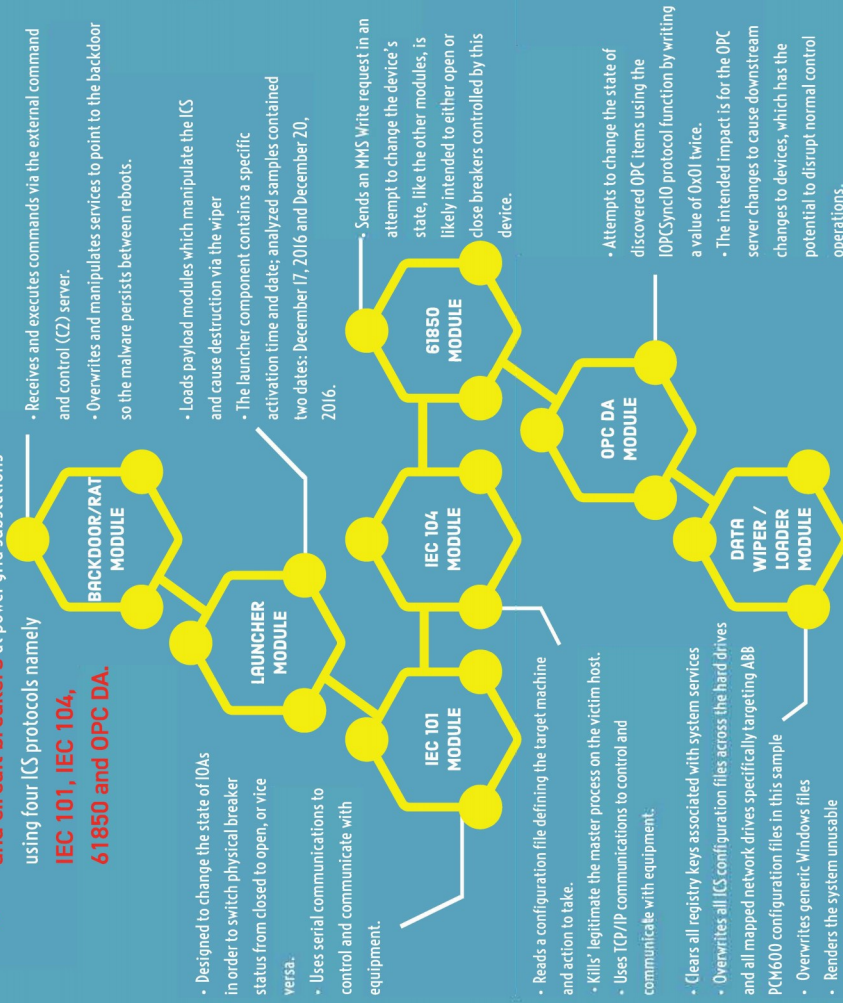 and circuit breakers at power grid substations
using four ICS protocols namely
IEC 101, IEC 104,
61850 and OPC DA.
BACKDOOR/RAT
MODULE
• Receives and executes commands via the external command
and control (C2) server.
• Overwrites and manipulates services to point to the backdoor
so the malware persists between reboots.
LAUNCHER
MODULE
• Loads payload modules which manipulate the ICS
and cause destruction via the wiper
• The launcher component contains a specific
activation time and date; analyzed samples contained
two dates: December 17, 2016 and December 20,
2016.
• Designed to change the state of IOAs
in order to switch physical breaker
status from closed to open, or vice
versa.
• Uses serial communications to
control and communicate with
equipment.
IEC 101
MODULE
IEC 104
MODULE
61850
MODULE
• Sends an MMS Write request in an
attempt to change the device's
state, like the other modules, is
likely intended to either open or
close breakers controlled by this
device.
• Reads a configuration file defining the target machine
and action to take.
• Kills' legitimate the master process on the victim host.
• Uses TCP/IP communications to control and
communicate with equipment.
OPC DA
MODULE
• Attempts to change the state of
discovered OPC items using the
IOPCSyncIO protocol function by writing
a value of 0x01 twice.
• The intended impact is for the OPC
server changes to cause downstream
changes to devices, which has the
potential to disrupt normal control
operations.
DATA
WIPER /
LOADER
MODULE
• Clears all registry keys associated with system services
• Overwrites all ICS configuration files across the hard drives
and all mapped network drives specifically targeting ABB
PCM600 configuration files in this sample
• Overwrites generic Windows files
• Renders the system unusable